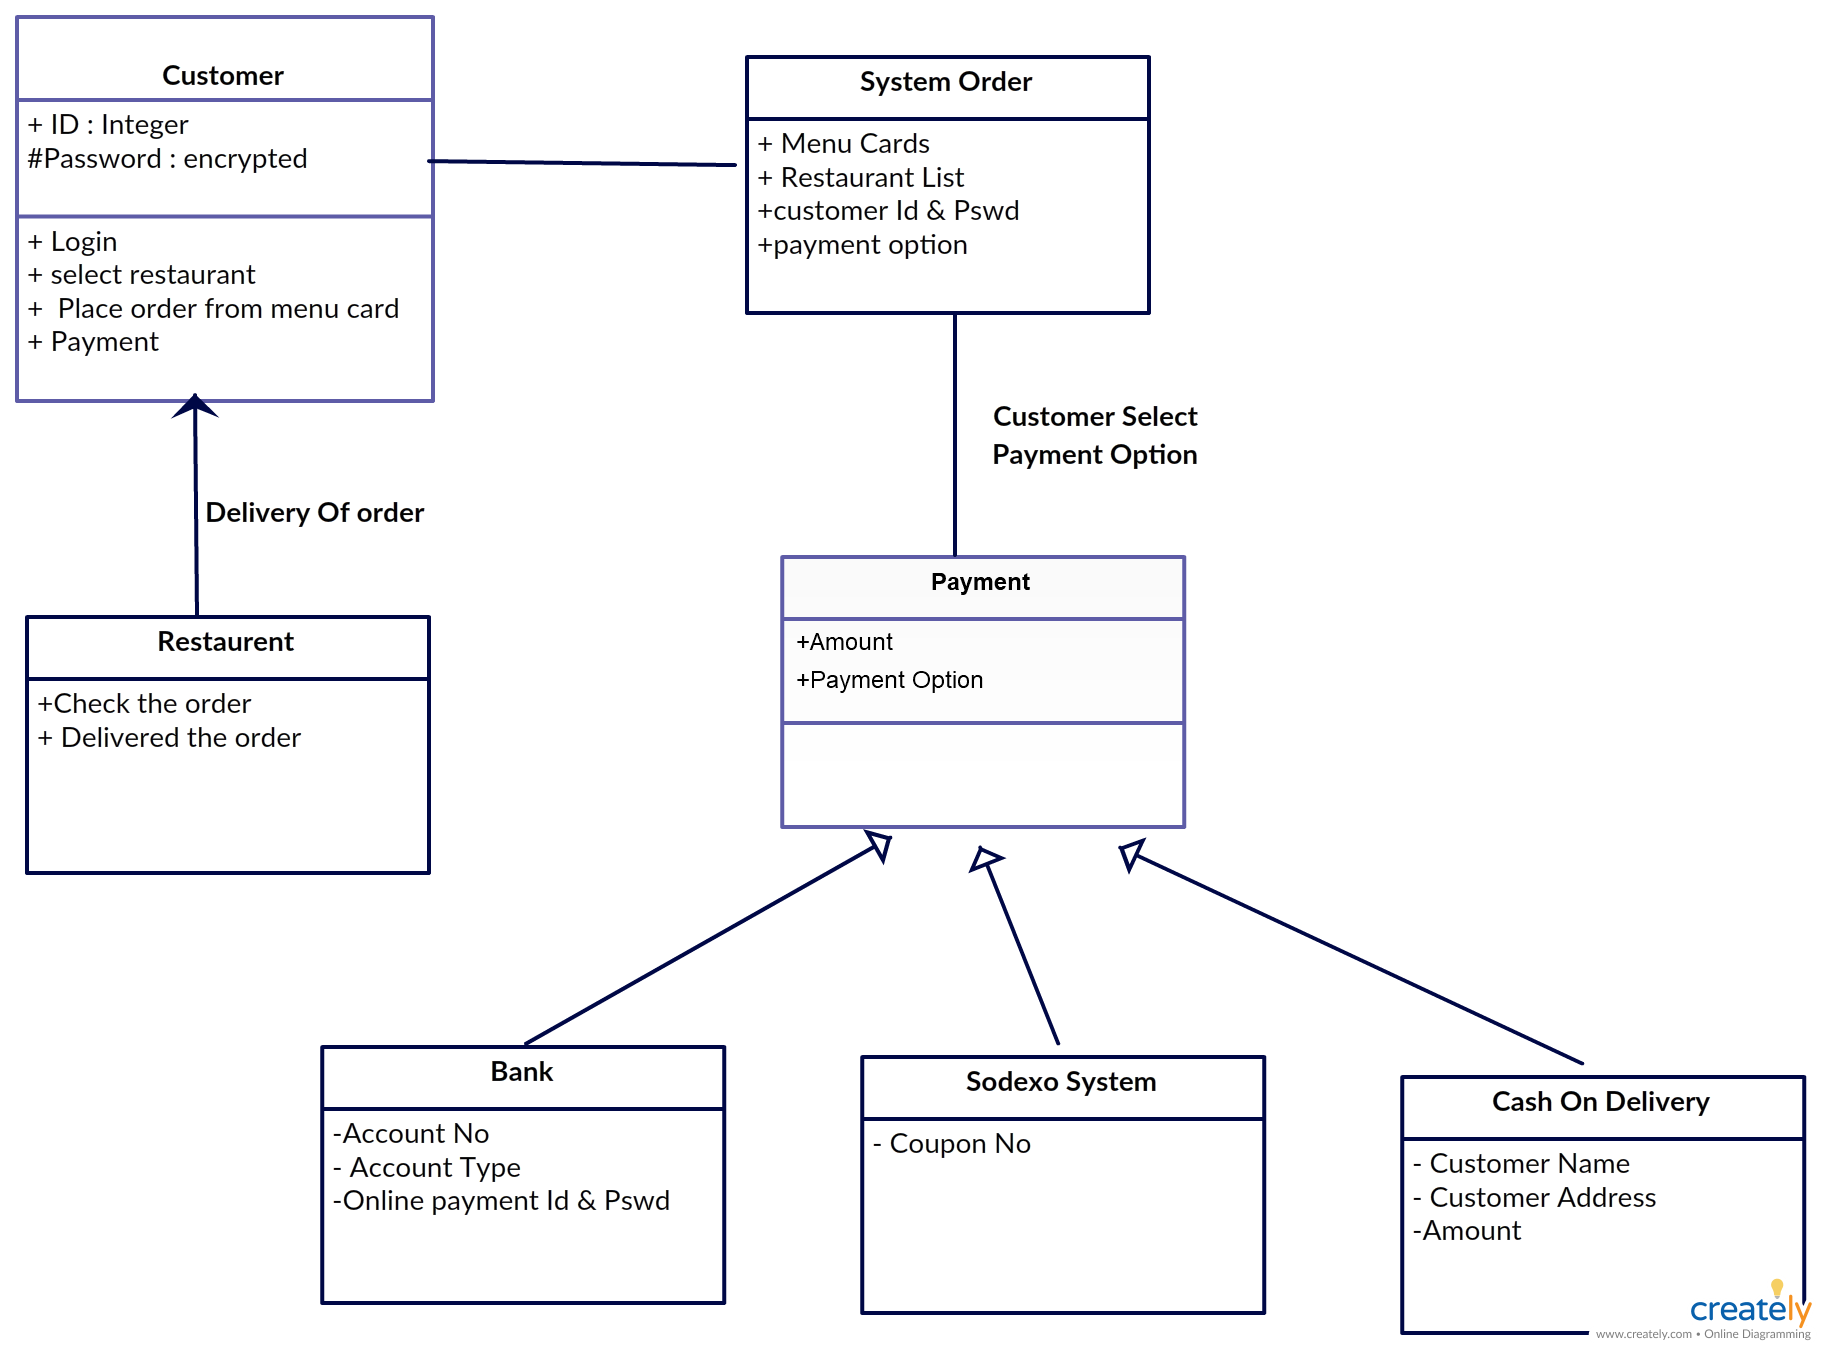 Customer
+ ID : Integer
#Password : encrypted
+ Login
+ select restaurant
+  Place order from menu card
+ Payment
System Order
+ Menu Cards
+ Restaurant List
+customer Id & Pswd
+payment option
Customer Select
Payment Option
Delivery Of order
Restaurent
+Check the order
+ Delivered the order
Payment
+Amount
+Payment Option
Bank
-Account No
- Account Type
-Online payment Id & Pswd
Sodexo System
- Coupon No
Cash On Delivery
- Customer Name
- Customer Address
-Amount
creately
www.creately.com • Online Diagramming